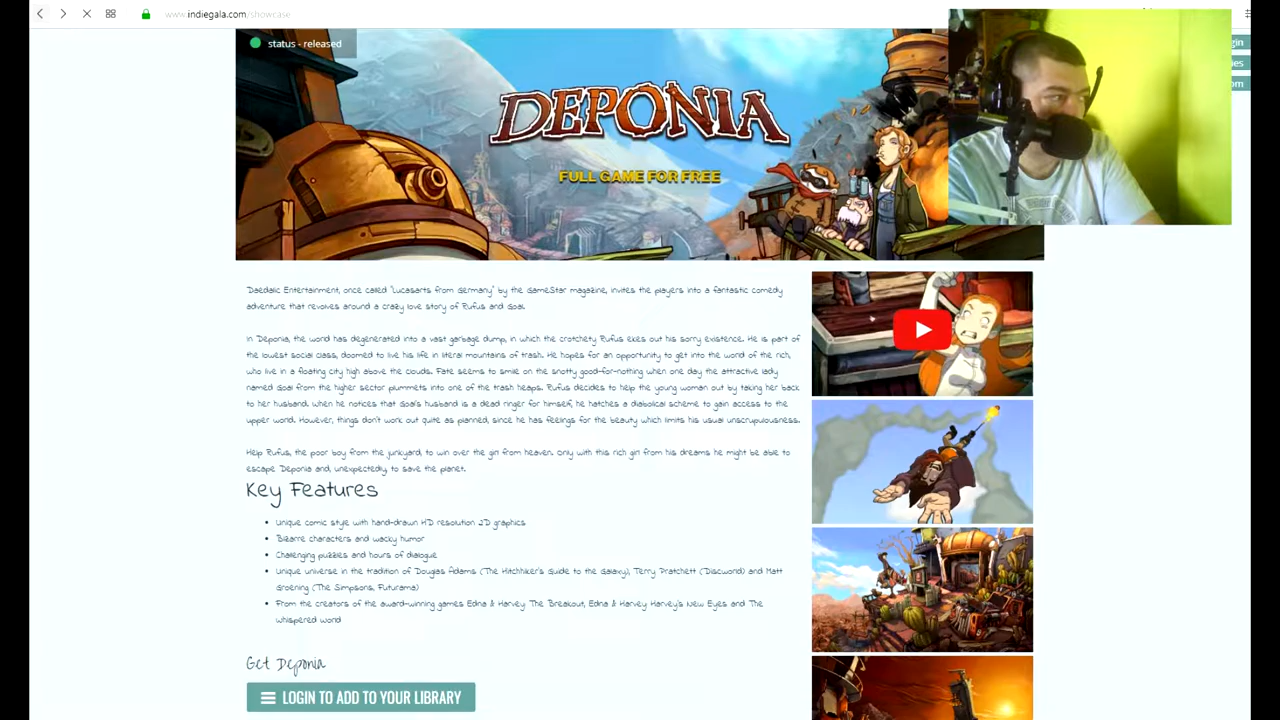 www.indiegala.com/showcase
status - released
gin
ies
om
DEPONIA
FULL GAME FOR FREE
Daedalic Entertainment, once called "Lucasarts from Germany" by the GameStar magazine, invites the players into a fantastic comedy
adventure that revolves around a crazy love story of Rufus and Goal.
In Deponia, the world has degenerated into a vast garbage dump, in which the crotchety Rufus ekes out his sorry existence. He is part of
the lowest social class, doomed to live his life in literal mountains of trash. He hopes for an opportunity to get into the world of the rich,
who live in a floating city high above the clouds. Fate seems to smile on the snotty good-for-nothing when one day the attractive lady
named Goal from the higher sector plummets into one of the trash heaps. Rufus decides to help the young woman out by taking her back
to her husband. When he notices that Goal's husband is a dead ringer for himself, he hatches a diabolical scheme to gain access to the
upper world. However, things don't work out quite as planned, since he has feelings for the beauty which limits his usual unscrupulousness.
Help Rufus, the poor boy from the junkyard, to win over the girl from heaven. Only with this rich girl from his dreams he might be able to
escape Deponia and, unexpectedly, to save the planet.
Key Features
• Unique comic style with hand-drawn HD resolution 2D graphics
• Bizarre characters and wacky humor
• Challenging puzzles and hours of dialogue
• Unique universe in the tradition of Douglas Adams (The Hitchhiker's Guide to the Galaxy), Terry Pratchett (Discworld) and Matt
Groening (The Simpsons, Futurama)
• From the creators of the award-winning games Edna & Harvey The Breakout, Edna & Harvey Harvey's New Eyes and The
Whispered World
Get Deponia
LOGIN TO ADD TO YOUR LIBRARY